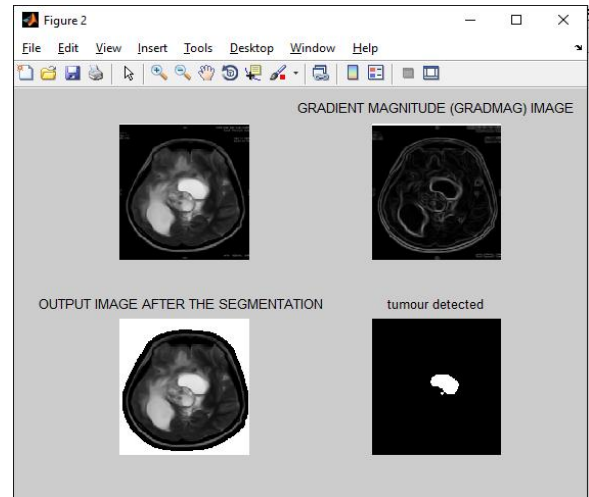 Figure 2
File Edit View Insert Tools Desktop Window Help
GRADIENT MAGNITUDE (GRADMAG) IMAGE
OUTPUT IMAGE AFTER THE SEGMENTATION
tumour detected